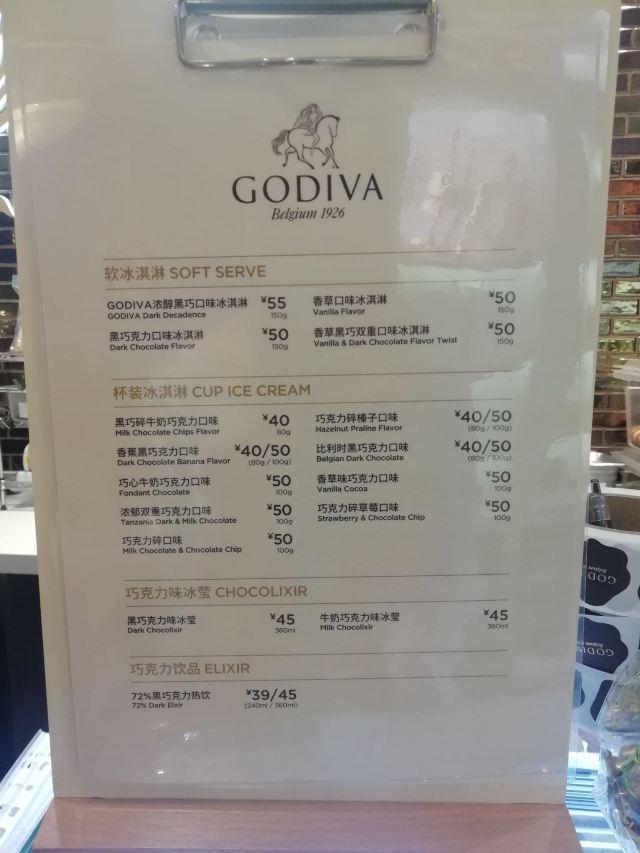 GODIVA
Belgium 1926
软冰淇淋 SOFT SERVE
GODIVA浓醇黑巧口味冰淇淋 ¥55
GODIVA Dark Decadence 150g
香草口味冰淇淋 ¥50
Vanilla Flavor 150g
黑巧克力口味冰淇淋 ¥50
Dark Chocolate Flavor 150g
香草黑巧双重口味冰淇淋 ¥50
Vanilla & Dark Chocolate Flavor Twist 150g
杯装冰淇淋 CUP ICE CREAM
黑巧碎牛奶巧克力口味 ¥40
Milk Chocolate Chips Flavor 80g
巧克力碎榛子口味 ¥40/50
Hazelnut Praline Flavor (80g / 100g)
香蕉黑巧克力口味 ¥40/50
Dark Chocolate Banana Flavor (80g / 100g)
比利时黑巧克力口味 ¥40/50
Belgian Dark Chocolate (80g / 100g)
巧心牛奶巧克力口味 ¥50
Fondant Chocolate 100g
香草味巧克力口味 ¥50
Vanilla Cocoa 100g
浓郁双重巧克力口味 ¥50
Tanzania Dark & Milk Chocolate 100g
巧克力碎草莓口味 ¥50
Strawberry & Chocolate Chip 100g
巧克力碎口味 ¥50
Milk Chocolate & Chocolate Chip 100g
巧克力味冰莹 CHOCOLIXIR
黑巧克力味冰莹 ¥45
Dark Chocolixir 360ml
牛奶巧克力味冰莹 ¥45
Milk Chocolixir 360ml
巧克力饮品 ELIXIR
72%黑巧克力热饮 ¥39/45
72% Dark Elxir (240ml / 360ml)